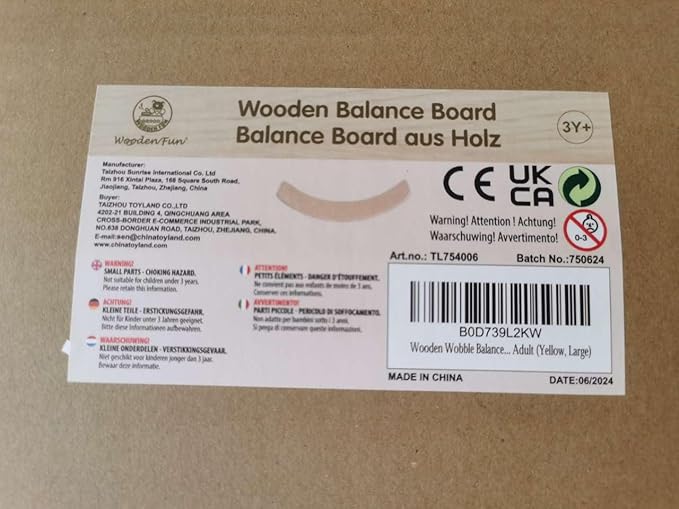 WOODEN FUN
Wooden Fun®
Wooden Balance Board
Balance Board aus Holz
3Y+
Manufacturer:
Taizhou Sunrise International Co. Ltd
Rm 916 Xintai Plaza, 168 Square South Road,
Jiaojiang, Taizhou, Zhejiang, China
Buyer:
TAIZHOU TOYLAND CO.,LTD
4202-21 BUILDING 4, QINGCHUANG AREA
CROSS-BORDER E-COMMERCE INDUSTRIAL PARK,
NO.638 DONGHUAN ROAD, TAIZHOU, ZHEJIANG, CHINA.
E-mail:sen@chinatoyland.com
CE
UK
CA
Warning! Attention ! Achtung!
Waarschuwing! Avvertimento!
0-3
WARNING!
SMALL PARTS - CHOKING HAZARD.
Not suitable for children under 3 years.
Please retain this information.
ACHTUNG!
KLEINE TEILE - ERSTICKUNGSGEFAHR.
Nicht für Kinder unter 3 Jahren geeignet.
Bitte diese Informationen aufbewahren.
WAARSCHUWING!
KLEINE ONDERDELEN - VERSTIKKINGSGEVAAR.
Niet geschikt voor kinderen jonger dan 3 jaar.
Bewaar deze informatie.
ATTENTION!
PETITS ÉLÉMENTS - DANGER D'ÉTOUFFEMENT.
Ne convient pas aux enfants de moins de 3 ans.
Conserver ces informations.
AVVERTIMENTO!
PARTI PICCOLE - PERICOLO DI SOFFOCAMENTO.
Non adatto per bambini sotto i 3 anni.
Si prega di conservare queste informazioni.
Art.no.: TL754006
Batch No.:750624
B0D739L2KW
Wooden Wobble Balance... Adult (Yellow, Large)
MADE IN CHINA
DATE:06/2024